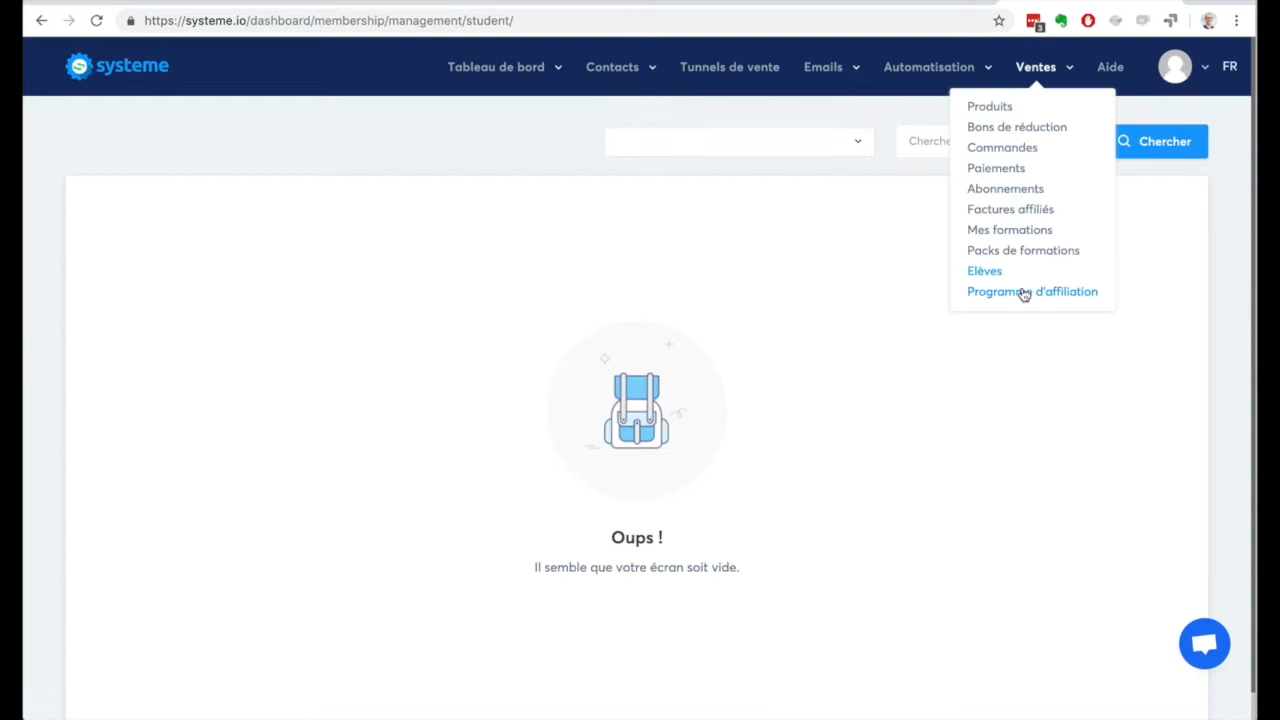 https://systeme.io/dashboard/membership/management/student/
3
systeme
Tableau de bord
Contacts
Tunnels de vente
Emails
Automatisation
Ventes
Aide
FR
Produits
Bons de réduction
Commandes
Paiements
Abonnements
Factures affiliés
Mes formations
Packs de formations
Elèves
Programme d'affiliation
Chercher
Oups !
Il semble que votre écran soit vide.